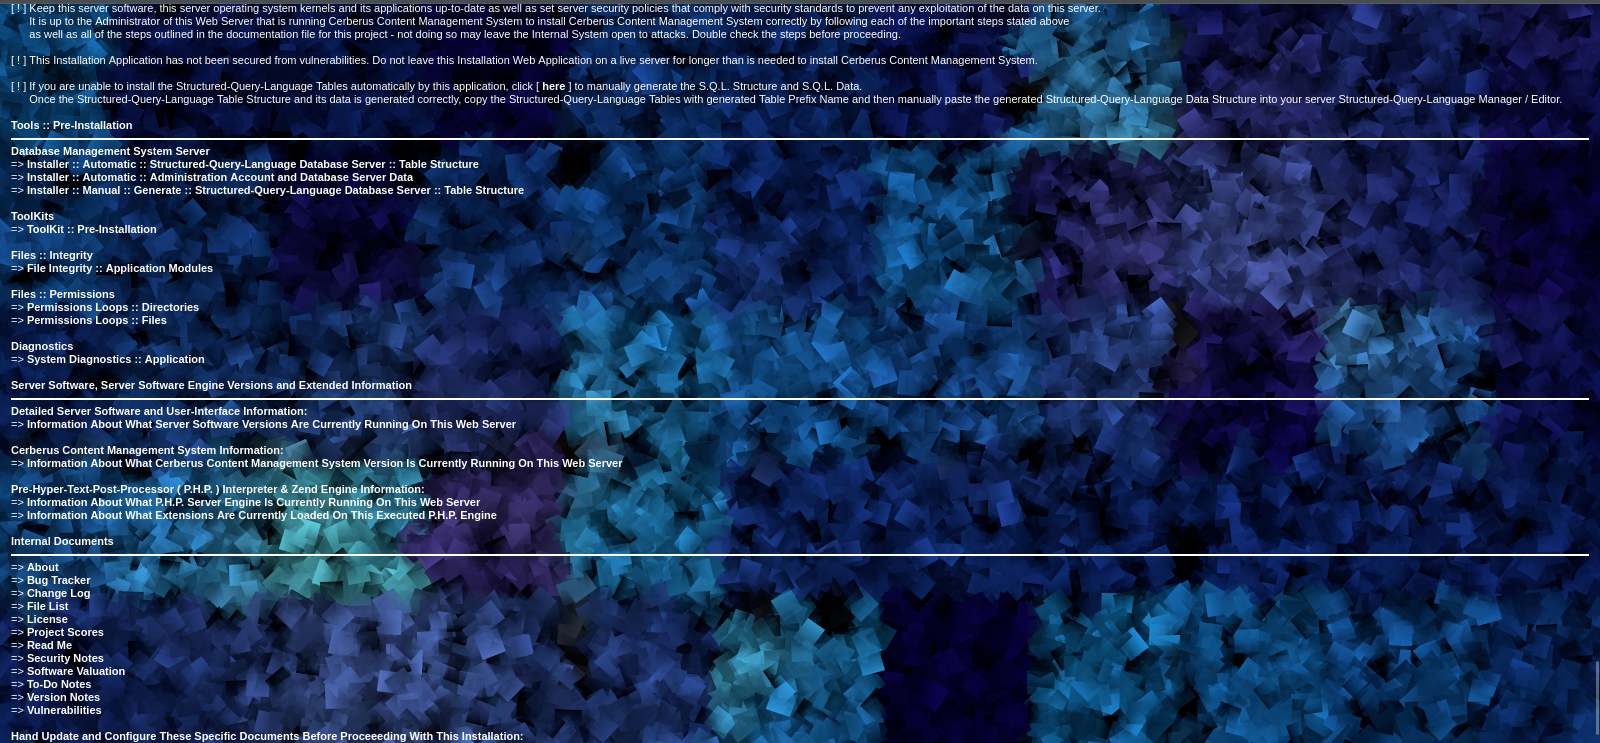 [ ! ] Keep this server software, this server operating system kernels and its applications up-to-date as well as set server security policies that comply with security standards to prevent any exploitation of the data on this server.
It is up to the Administrator of this Web Server that is running Cerberus Content Management System to install Cerberus Content Management System correctly by following each of the important steps stated above
as well as all of the steps outlined in the documentation file for this project - not doing so may leave the Internal System open to attacks. Double check the steps before proceeding.
[ ! ] This Installation Application has not been secured from vulnerabilities. Do not leave this Installation Web Application on a live server for longer than is needed to install Cerberus Content Management System.
[ ! ] If you are unable to install the Structured-Query-Language Tables automatically by this application, click [ here ] to manually generate the S.Q.L. Structure and S.Q.L. Data.
Once the Structured-Query-Language Table Structure and its data is generated correctly, copy the Structured-Query-Language Tables with generated Table Prefix Name and then manually paste the generated Structured-Query-Language Data Structure into your server Structured-Query-Language Manager / Editor.
Tools :: Pre-Installation
Database Management System Server
=> Installer :: Automatic :: Structured-Query-Language Database Server :: Table Structure
=> Installer :: Automatic :: Administration Account and Database Server Data
=> Installer :: Manual :: Generate :: Structured-Query-Language Database Server :: Table Structure
ToolKits
=> ToolKit :: Pre-Installation
Files :: Integrity
=> File Integrity :: Application Modules
Files :: Permissions
=> Permissions Loops :: Directories
=> Permissions Loops :: Files
Diagnostics
=> System Diagnostics :: Application
Server Software, Server Software Engine Versions and Extended Information
Detailed Server Software and User-Interface Information:
=> Information About What Server Software Versions Are Currently Running On This Web Server
Cerberus Content Management System Information:
=> Information About What Cerberus Content Management System Version Is Currently Running On This Web Server
Pre-Hyper-Text-Post-Processor ( P.H.P. ) Interpreter & Zend Engine Information:
=> Information About What P.H.P. Server Engine Is Currently Running On This Web Server
=> Information About What Extensions Are Currently Loaded On This Executed P.H.P. Engine
Internal Documents
=> About
=> Bug Tracker
=> Change Log
=> File List
=> License
=> Project Scores
=> Read Me
=> Security Notes
=> Software Valuation
=> To-Do Notes
=> Version Notes
=> Vulnerabilities
Hand Update and Configure These Specific Documents Before Proceeeding With This Installation: